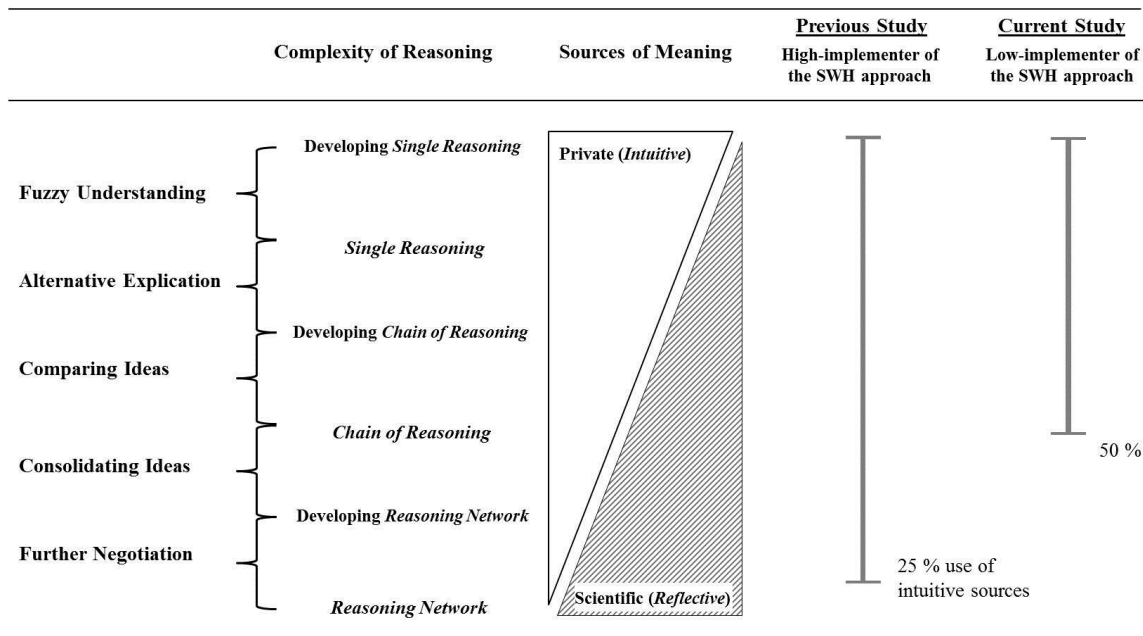 Previous Study
Current Study
Complexity of Reasoning
Sources of Meaning
High-implementer of
the SWH approach
Low-implementer of
the SWH approach
Developing Single Reasoning
Private (Intuitive)
Fuzzy Understanding
Single Reasoning
Alternative Explication
Developing Chain of Reasoning
Comparing Ideas
Chain of Reasoning
50 %
Consolidating Ideas
Developing Reasoning Network
Further Negotiation
25 % use of
intuitive sources
Scientific (Reflective)
Reasoning Network